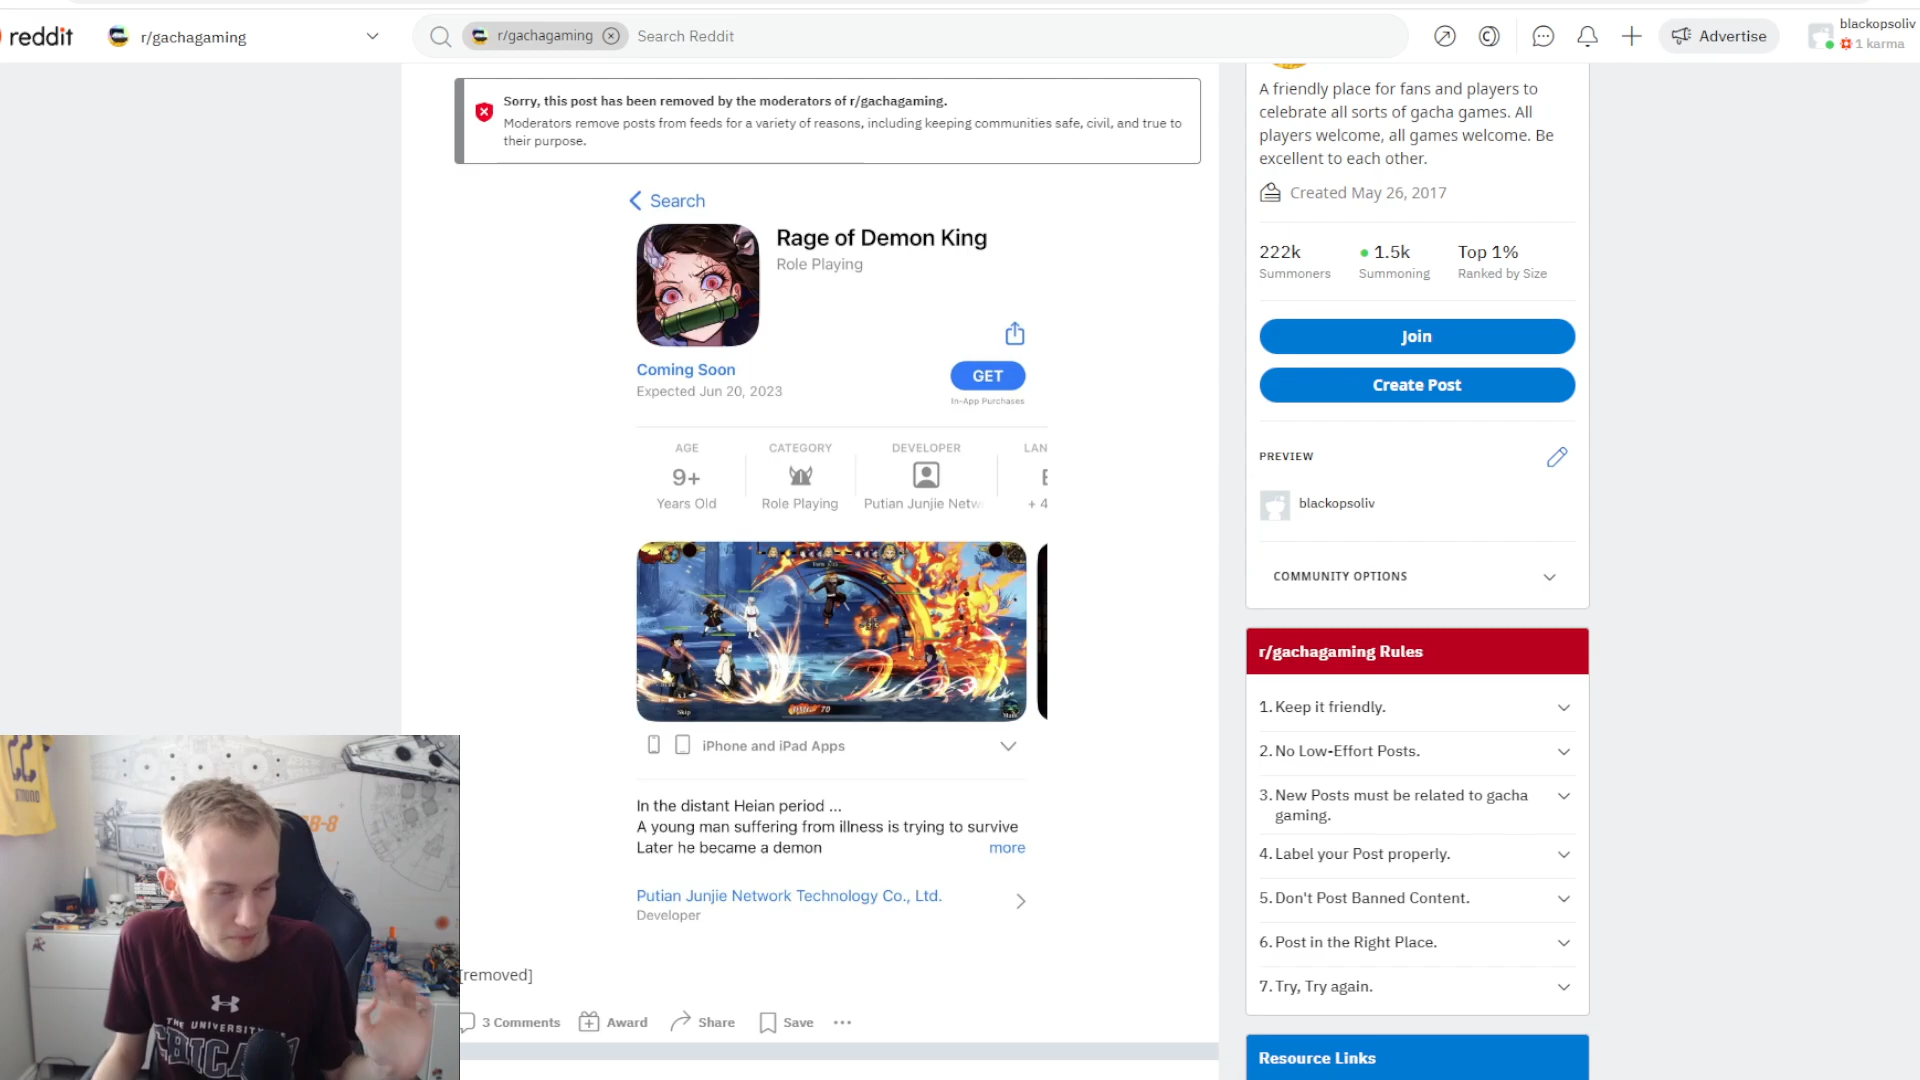 reddit
r/gachagaming
r/gachagaming
Search Reddit
Advertise
blackopsoliv
1 karma
Sorry, this post has been removed by the moderators of r/gachagaming.
Moderators remove posts from feeds for a variety of reasons, including keeping communities safe, civil, and true to
their purpose.
Search
Rage of Demon King
Role Playing
Coming Soon
Expected Jun 20, 2023
GET
In-App Purchases
AGE
CATEGORY
DEVELOPER
LAN
9+
Years Old
Role Playing
Putian Junjie Netw
+ 4
Skip
70
iPhone and iPad Apps
In the distant Heian period ...
A young man suffering from illness is trying to survive
Later he became a demon
more
Putian Junjie Network Technology Co., Ltd.
Developer
[removed]
3 Comments
Award
Share
Save
A friendly place for fans and players to
celebrate all sorts of gacha games. All
players welcome, all games welcome. Be
excellent to each other.
Created May 26, 2017
222k
1.5k
Top 1%
Summoners
Summoning
Ranked by Size
Join
Create Post
PREVIEW
blackopsoliv
COMMUNITY OPTIONS
r/gachagaming Rules
1. Keep it friendly.
2. No Low-Effort Posts.
3. New Posts must be related to gacha
gaming.
4. Label your Post properly.
5. Don't Post Banned Content.
6. Post in the Right Place.
7. Try, Try again.
Resource Links
22
BB-8
THE UNIVERSITY OF
CHICA